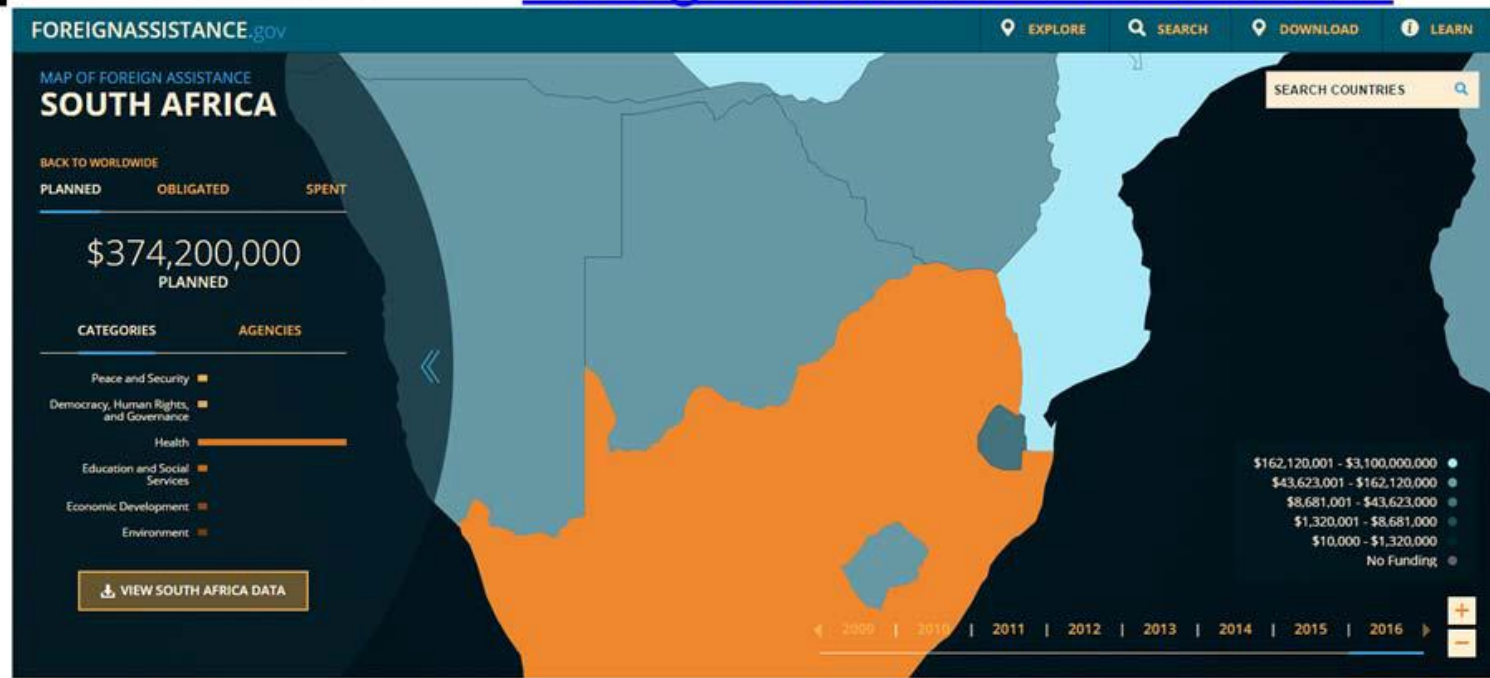 FOREIGNASSISTANCE.gov
EXPLORE
SEARCH
DOWNLOAD
LEARN
MAP OF FOREIGN ASSISTANCE
SOUTH AFRICA
SEARCH COUNTRIES
BACK TO WORLDWIDE
PLANNED OBLIGATED SPENT
$374,200,000
PLANNED
CATEGORIES AGENCIES
Peace and Security
Democracy, Human Rights,
and Governance
Health
Education and Social
Services
Economic Development
Environment
VIEW SOUTH AFRICA DATA
$162,120,001 - $3,100,000,000
$43,623,001 - $162,120,000
$8,681,001 - $43,623,000
$1,320,001 - $8,681,000
$10,000 - $1,320,000
No Funding
+
2009 | 2010 | 2011 | 2012 | 2013 | 2014 | 2015 | 2016
−